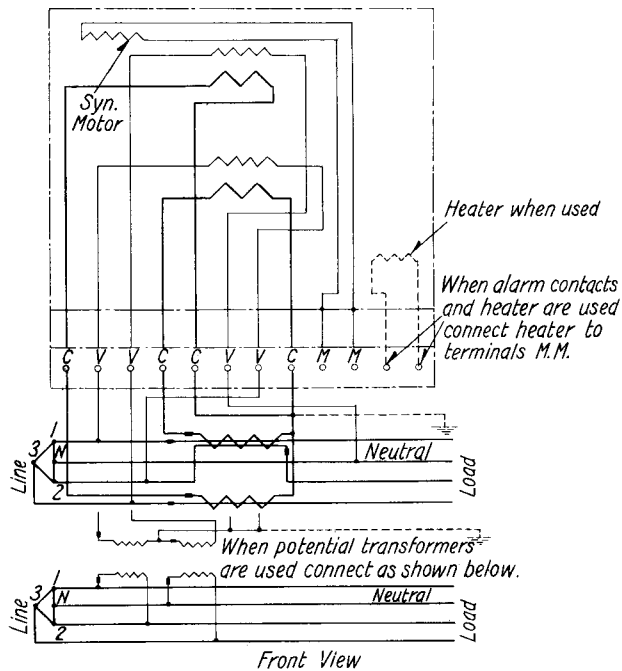 Syn.
Motor
Heater when used
When alarm contacts
and heater are used
connect heater to
terminals M.M.
C V V C C V V C M M
1
3 N
2
Line
Neutral
Load
When potential transformers
are used connect as shown below.
1
3 N
2
Line
Neutral
Load
Front View